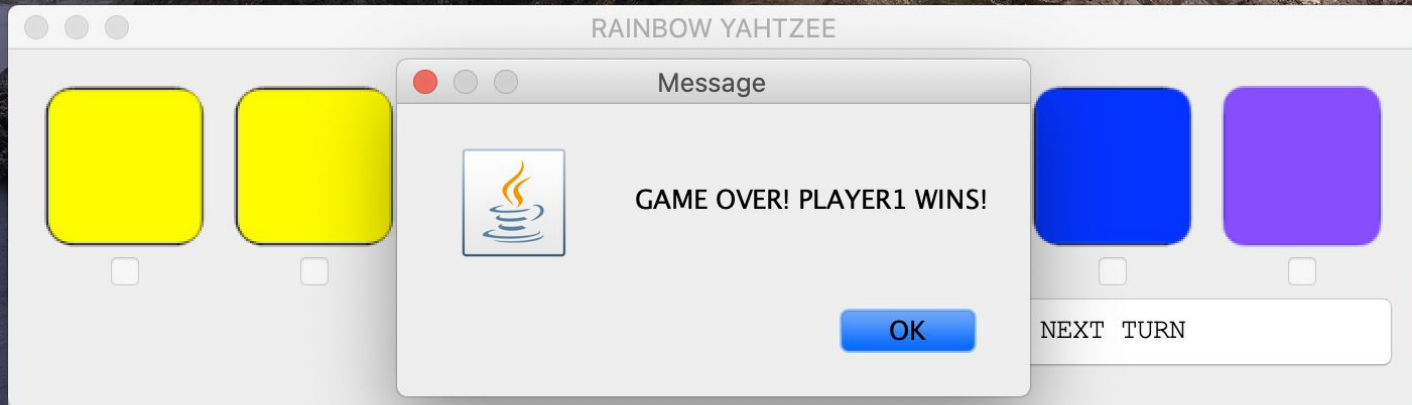 RAINBOW YAHTZEE
Message
GAME OVER! PLAYER1 WINS!
OK
NEXT TURN